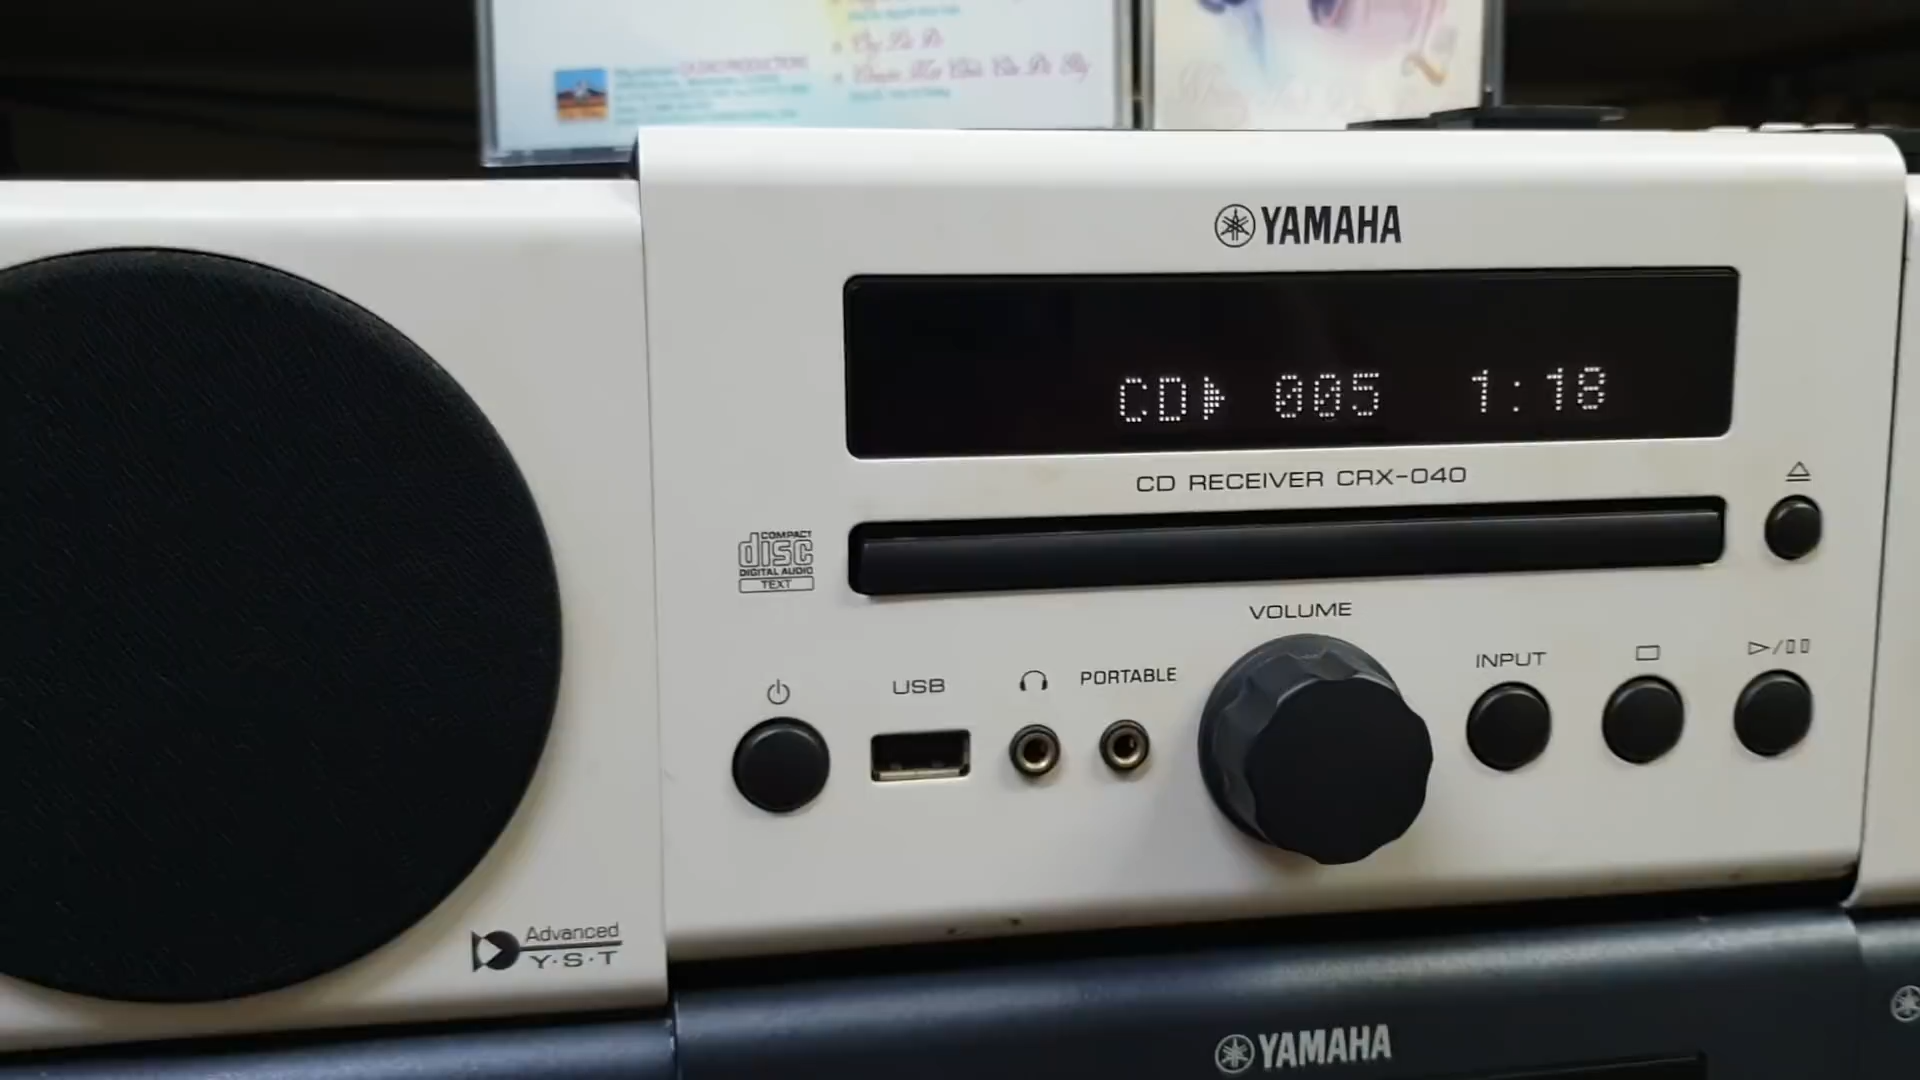 YAMAHA
CD 005 1:18
CD RECEIVER CRX-040
COMPACT
disc
DIGITAL AUDIO
TEXT
VOLUME
USB
PORTABLE
INPUT
Advanced
Y·S·T
YAMAHA